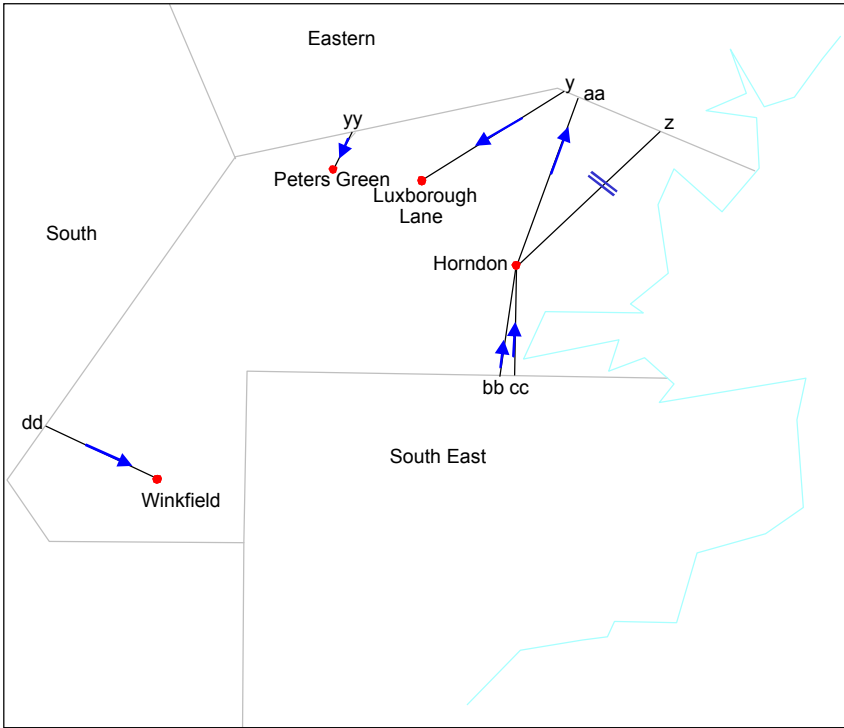 Eastern
y
aa
yy
z
Peters Green
Luxborough
Lane
South
Horndon
bb cc
dd
South East
Winkfield